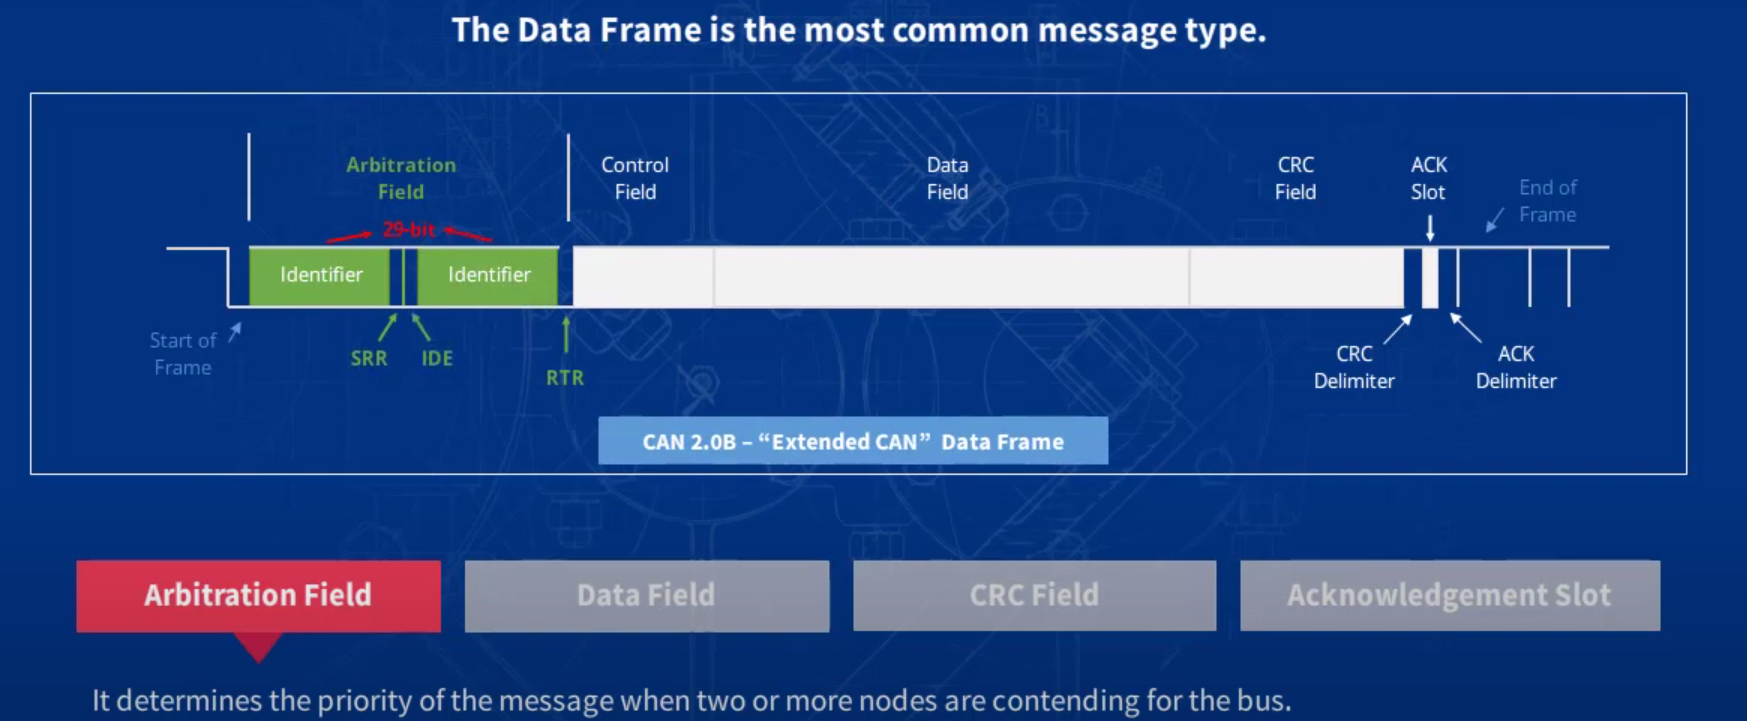 The Data Frame is the most common message type.
Arbitration
Field
Control
Field
Data
Field
CRC
Field
ACK
Slot
End of
Frame
29-bit
Identifier
Identifier
Start of
Frame
SRR
IDE
RTR
CRC
Delimiter
ACK
Delimiter
CAN 2.0B – “Extended CAN” Data Frame
Arbitration Field
Data Field
CRC Field
Acknowledgement Slot
It determines the priority of the message when two or more nodes are contending for the bus.